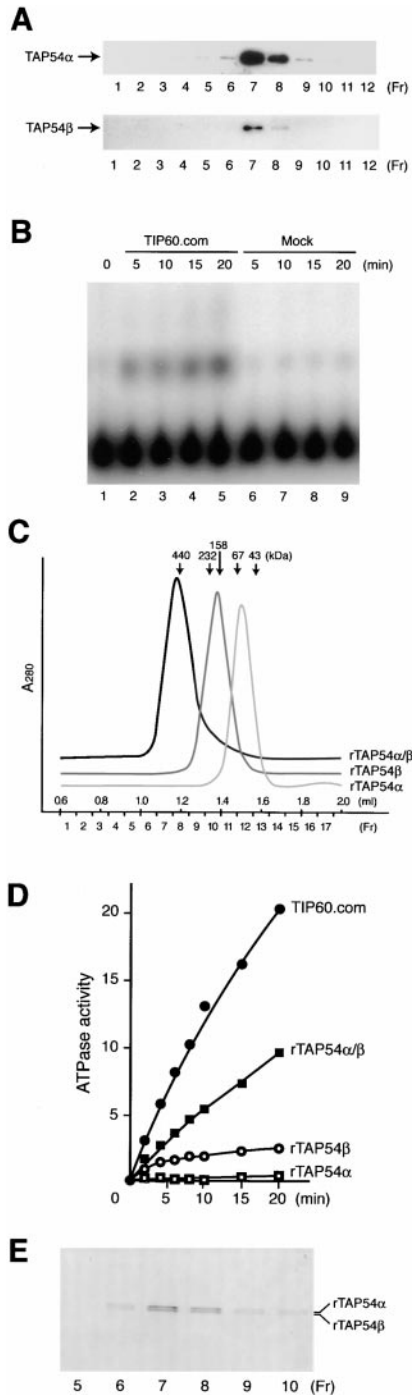 A
TAP54α
1 2 3 4 5 6 7 8 9 10 11 12 (Fr)
TAP54β
1 2 3 4 5 6 7 8 9 10 11 12 (Fr)
B
TIP60.com Mock
0 5 10 15 20 5 10 15 20 (min)
1 2 3 4 5 6 7 8 9
C
158
440 232 67 43 (kDa)
A280
rTAP54α/β
rTAP54β
rTAP54α
0.6 1.0 1.2 1.4 1.6 2.0 (ml)
1 2 3 4 5 6 7 8 9 10 11 12 13 14 15 16 17 (Fr)
D
TIP60.com
20
15
10
5
0
ATPase activity
rTAP54α/β
rTAP54β
rTAP54α
5 10 15 20 (min)
E
rTAP54α
rTAP54β
5 6 7 8 9 10 (Fr)